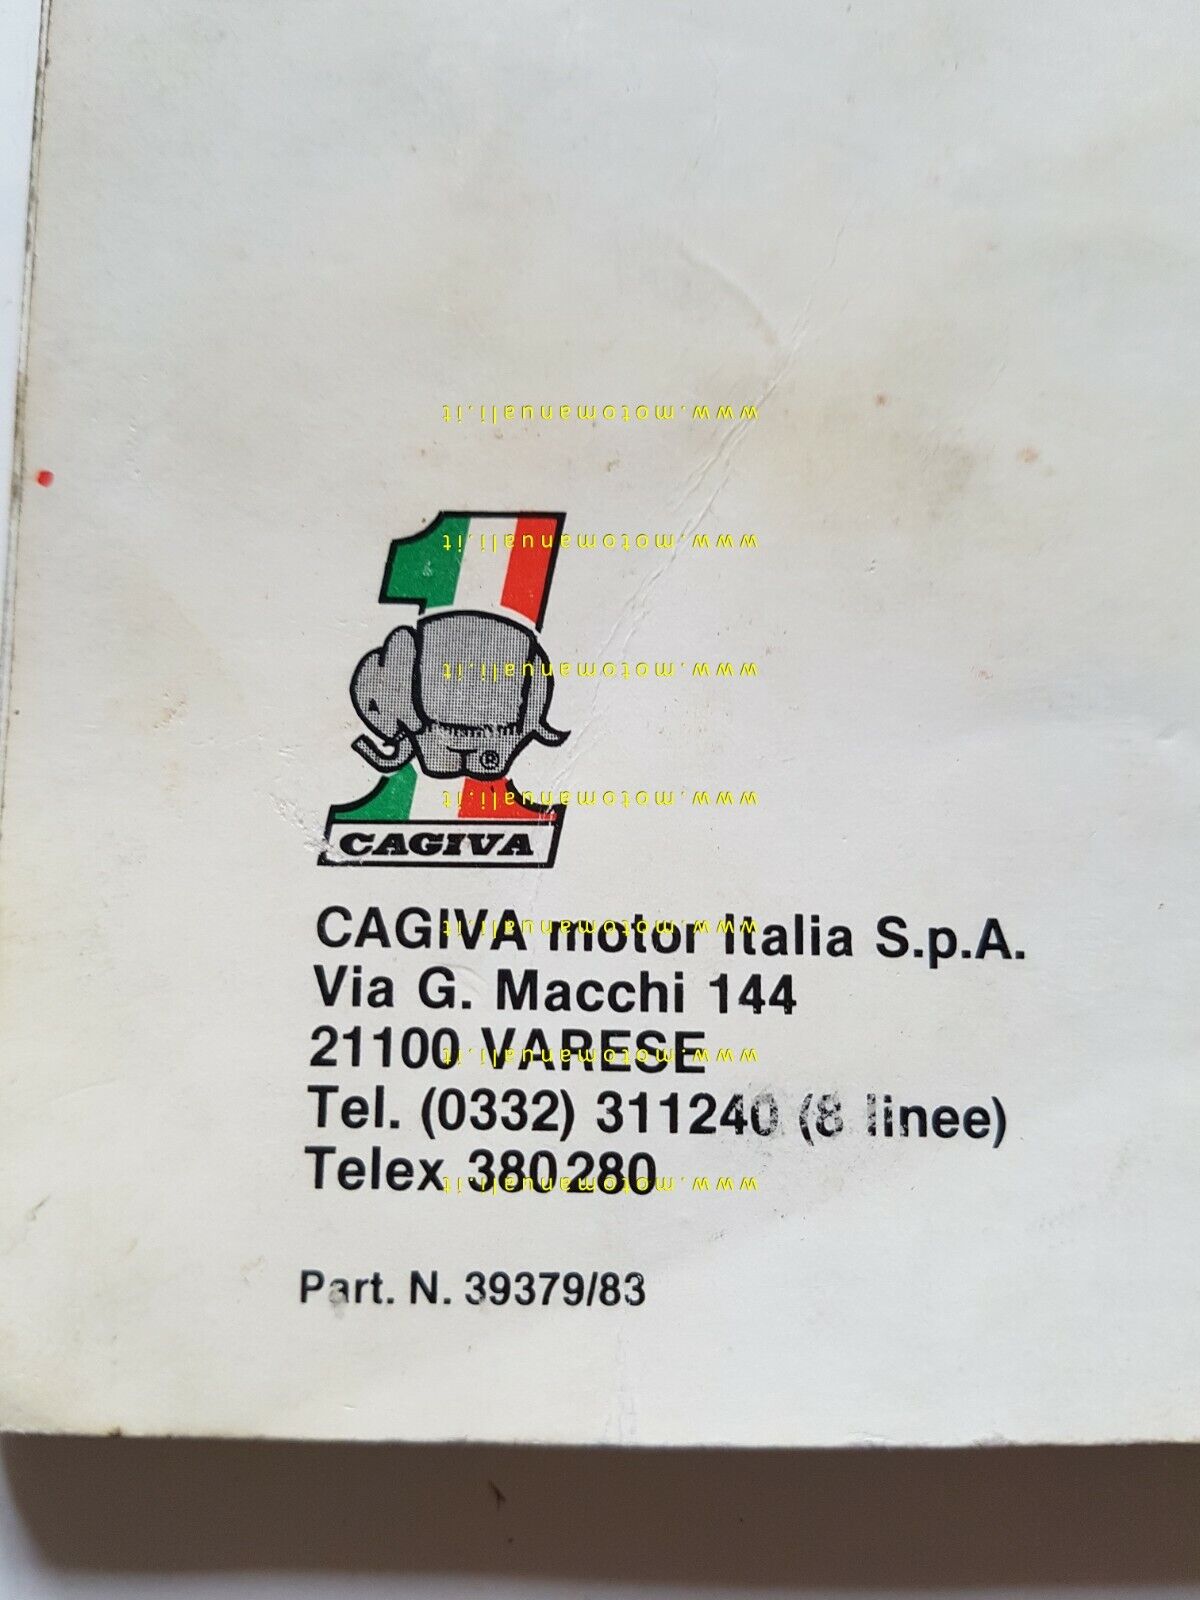 www.motomanuali.it
www.motomanuali.it
www.motomanuali.it
®
www.motomanuali.it
CAGIVA
CAGIVA motor Italia S.p.A.
www.motomanuali.it
Via G. Macchi 144
21100 VARESE
www.motomanuali.it
Tel. (0332) 311240 (8 linee)
Telex 380280
www.motomanuali.it
Part. N. 39379/83